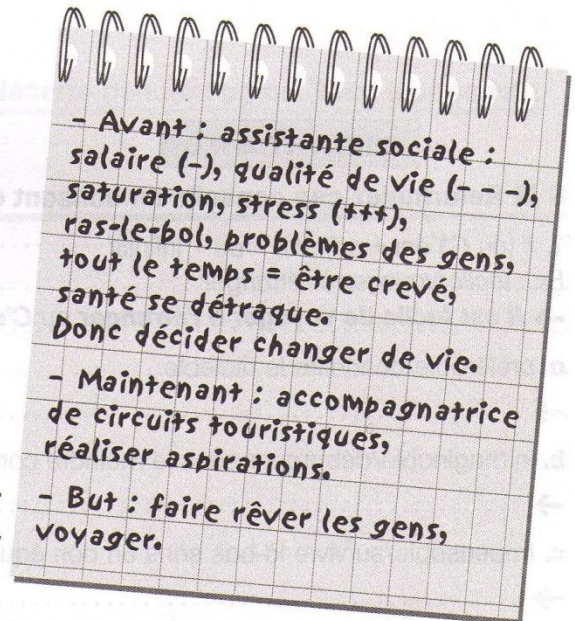 - Avant : assistante sociale :
salaire (-), qualité de vie (- - -),
saturation, stress (+++),
ras-le-bol, problèmes des gens,
tout le temps = être crevé,
santé se détraque.
Donc décider changer de vie.
- Maintenant : accompagnatrice
de circuits touristiques,
réaliser aspirations.
- But : faire rêver les gens,
voyager.